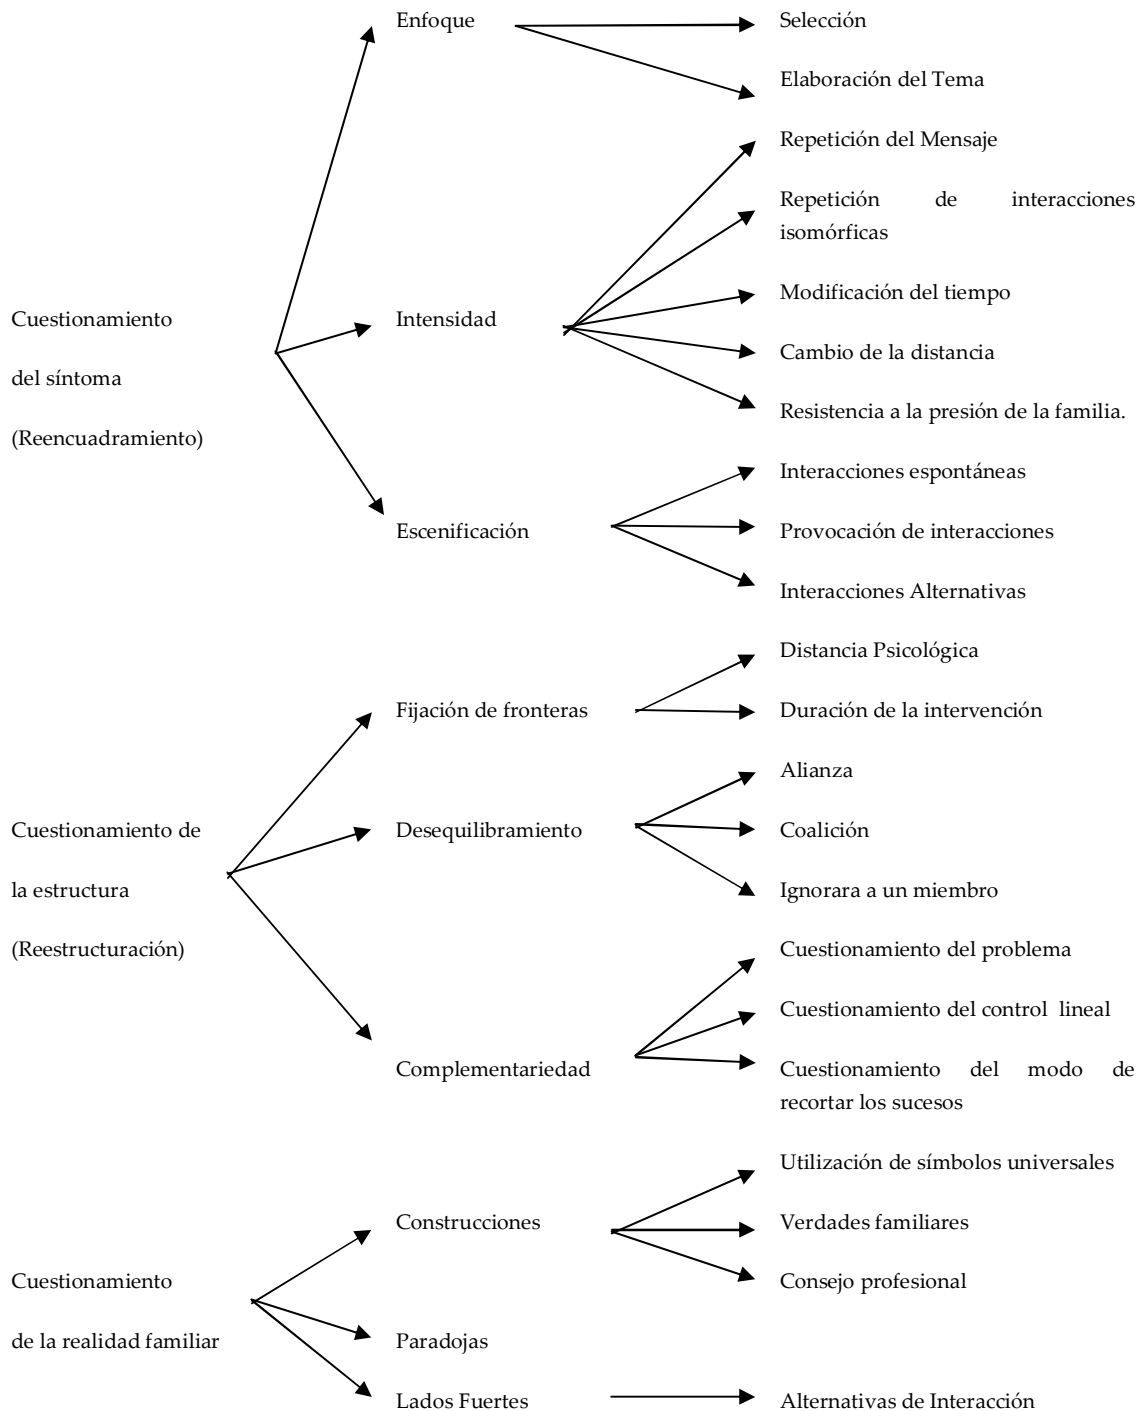 Enfoque
Selección
Elaboración del Tema
Repetición del Mensaje
Repetición de interacciones
isomórficas
Modificación del tiempo
Cuestionamiento
Intensidad
Cambio de la distancia
del síntoma
Resistencia a la presión de la familia.
(Reencuadramiento)
Interacciones espontáneas
Escenificación
Provocación de interacciones
Interacciones Alternativas
Distancia Psicológica
Fijación de fronteras
Duración de la intervención
Alianza
Cuestionamiento de
Desequilibramiento
Coalición
la estructura
Ignorara a un miembro
(Reestructuración)
Cuestionamiento del problema
Cuestionamiento del control lineal
Complementariedad
Cuestionamiento del modo de
recortar los sucesos
Utilización de símbolos universales
Construcciones
Verdades familiares
Cuestionamiento
Consejo profesional
de la realidad familiar
Paradojas
Lados Fuertes
Alternativas de Interacción